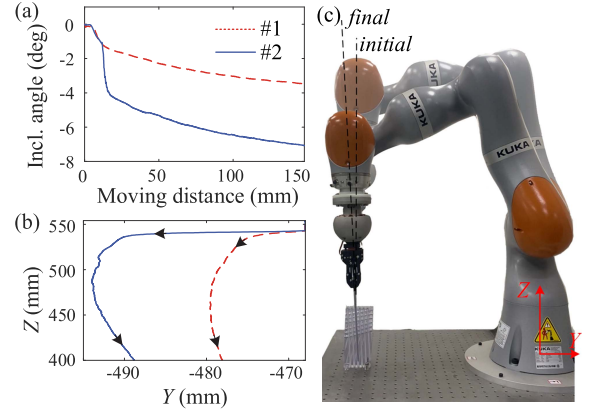 (a)
0
-2
-4
-6
-8
Incl. angle (deg)
#1
#2
0
50
100
150
Moving distance (mm)
(b)
550
500
450
400
Z (mm)
-490
-480
-470
Y (mm)
(c)
final
initial
KUKA
KUKA
KUKA
Z
Y
KUKA